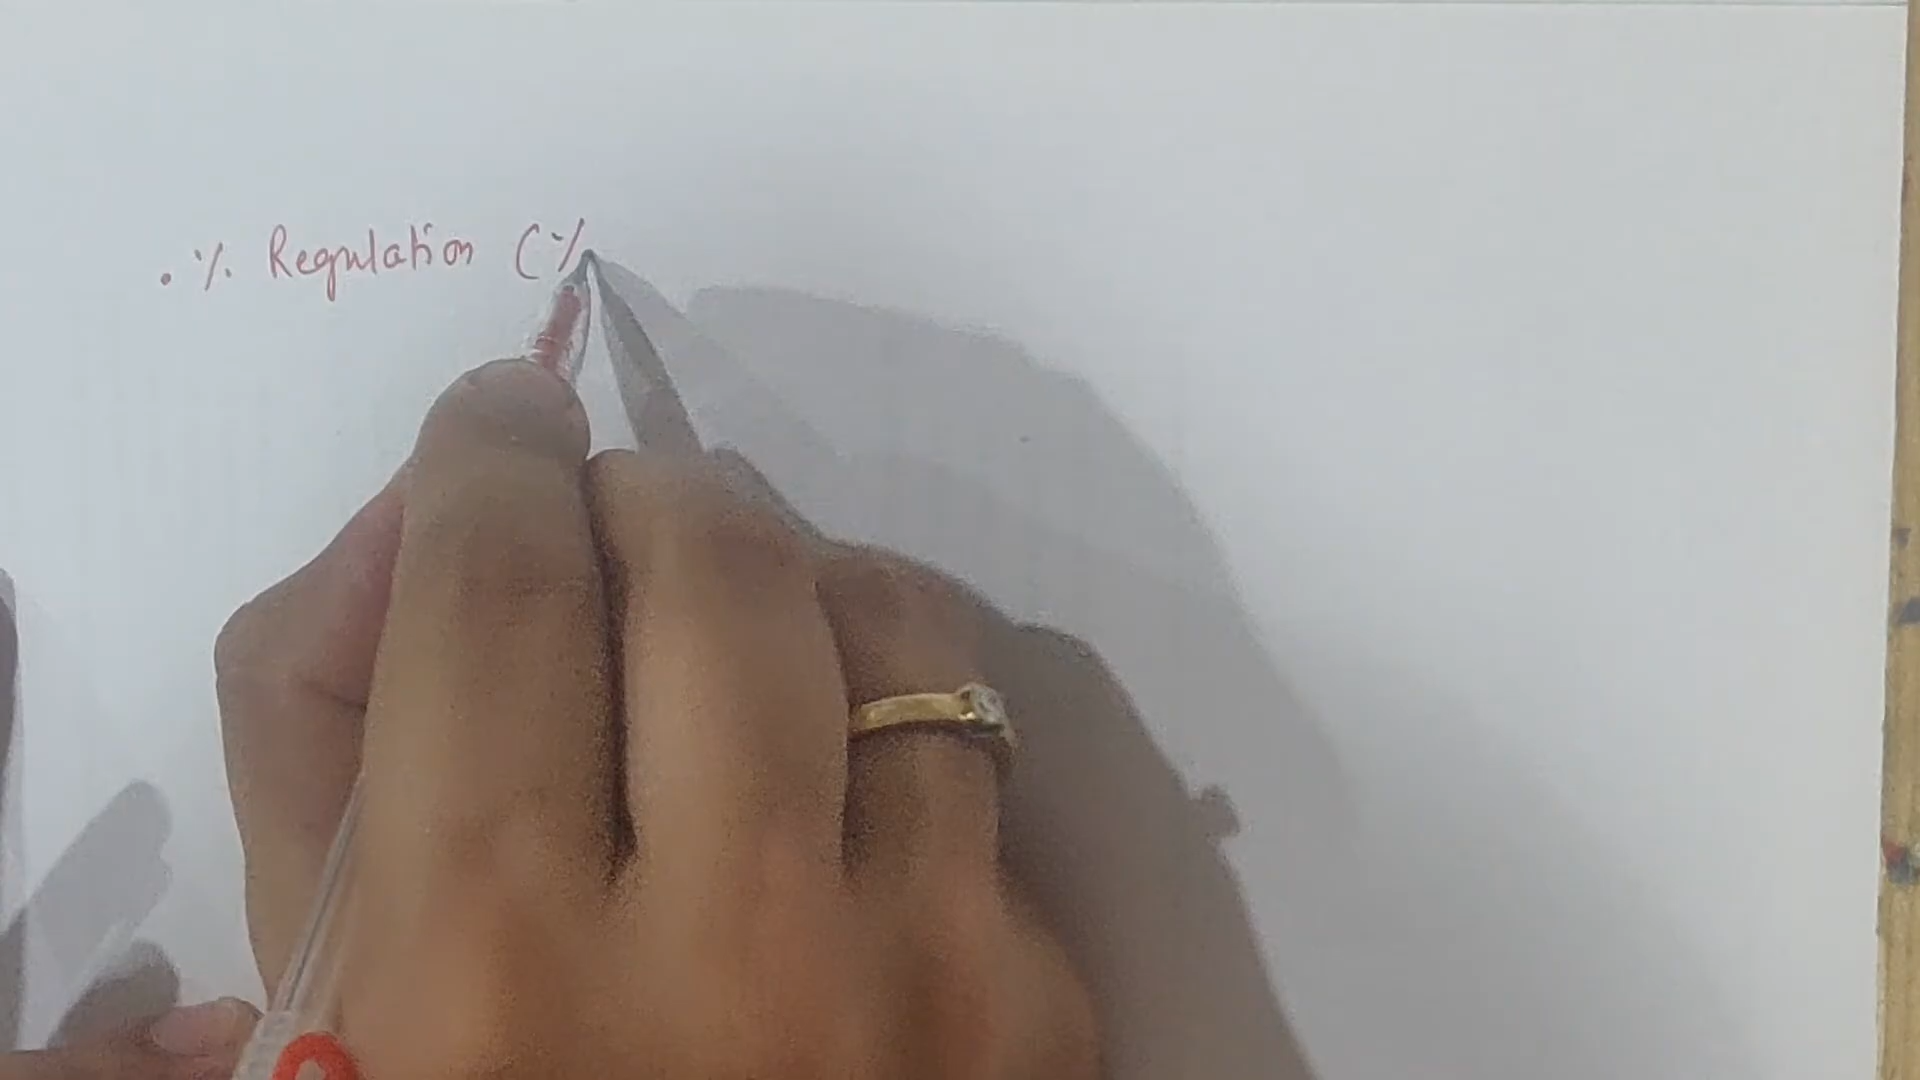 . % Regulation (%